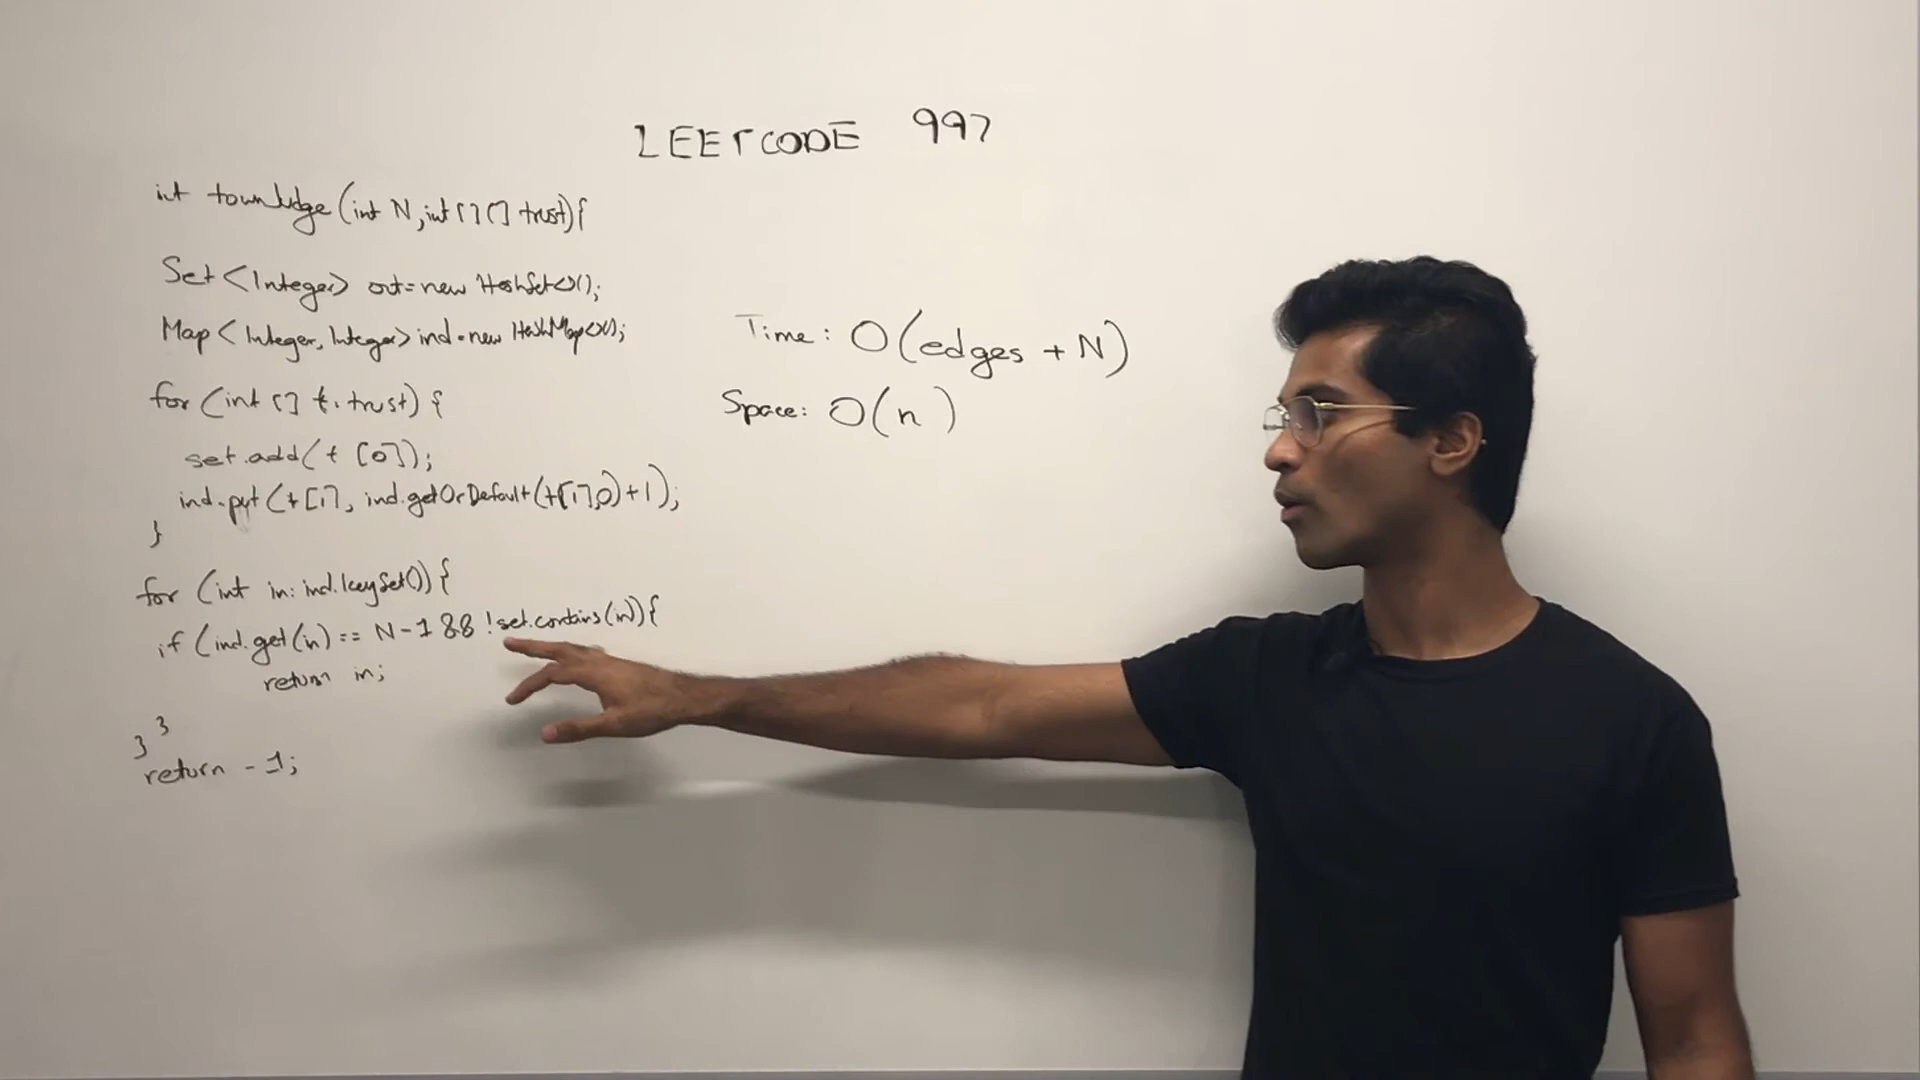 LEETCODE 997
int townJudge (int N, int [] [] trust) {
Set <Integer> out = new HashSet<>();
Map <Integer, Integer> ind = new HashMap<>();
for (int [] t : trust) {
set.add(t [0]);
ind.put (t[1], ind.getOrDefault(t[1],0)+1);
}
for (int in: ind.keySet()) {
if (ind.get(in) == N-1 && !set.contains(in) {
return in;
}
}
return -1;
Time: O(edges + N)
Space: O(n)